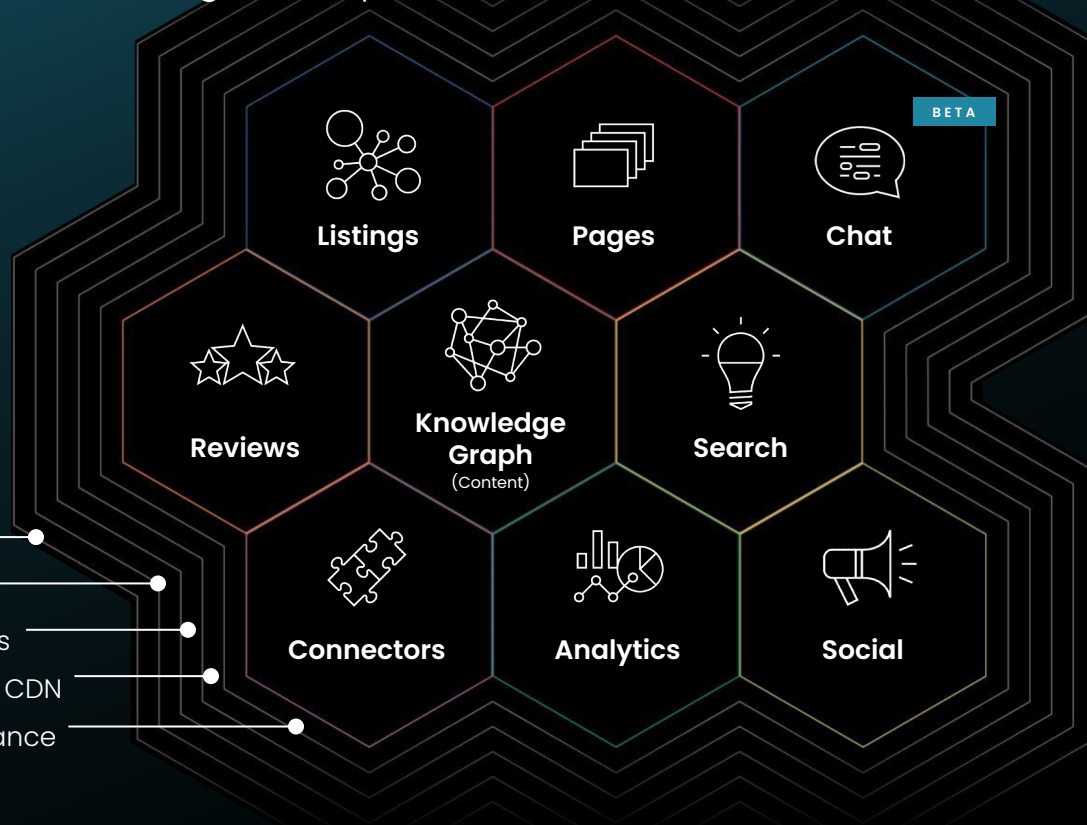 BETA
Listings
Pages
Chat
Reviews
Knowledge
Graph
(Content)
Search
Connectors
Analytics
Social
CDN